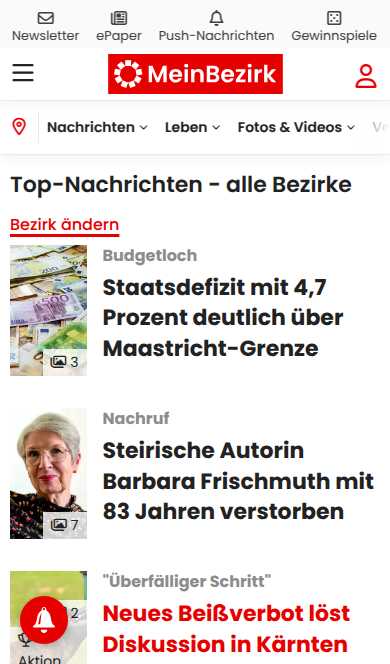 Newsletter ePaper Push-Nachrichten Gewinnspiele
MeinBezirk
Nachrichten Leben Fotos & Videos
Top-Nachrichten - alle Bezirke
Bezirk ändern
Budgetloch
Staatsdefizit mit 4,7
Prozent deutlich über
Maastricht-Grenze
3
Nachruf
Steirische Autorin
Barbara Frischmuth mit
83 Jahren verstorben
7
"Überfälliger Schritt"
Neues Beißverbot löst
Diskussion in Kärnten
2
Aktion